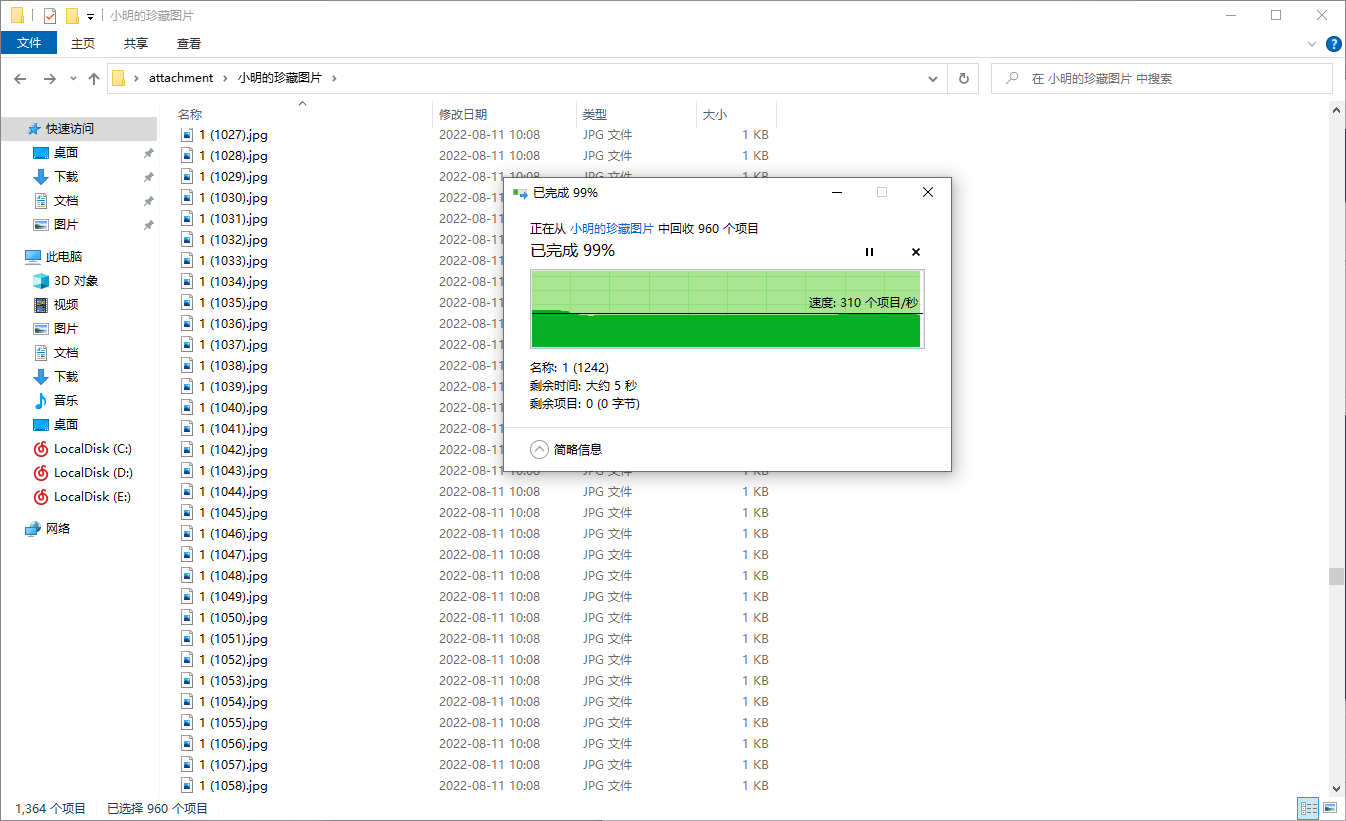 小明的珍藏图片
文件 主页 共享 查看
attachment 小明的珍藏图片
在 小明的珍藏图片 中搜索
快速访问
桌面
下载
文档
图片
此电脑
3D 对象
视频
图片
文档
下载
音乐
桌面
LocalDisk (C:)
LocalDisk (D:)
LocalDisk (E:)
网络
名称 修改日期 类型 大小
1 (1027).jpg 2022-08-11 10:08 JPG 文件 1 KB
1 (1028).jpg 2022-08-11 10:08 JPG 文件 1 KB
1 (1029).jpg 2022-08-11 10:08 JPG 文件 1 KB
1 (1030).jpg 2022-08-11
1 (1031).jpg 2022-08-11
1 (1032).jpg 2022-08-11
1 (1033).jpg 2022-08-11
1 (1034).jpg 2022-08-11
1 (1035).jpg 2022-08-11
1 (1036).jpg 2022-08-11
1 (1037).jpg 2022-08-11
1 (1038).jpg 2022-08-11
1 (1039).jpg 2022-08-11
1 (1040).jpg 2022-08-11
1 (1041).jpg 2022-08-11
1 (1042).jpg 2022-08-11
1 (1043).jpg 2022-08-11 10:08 JPG 文件 1 KB
1 (1044).jpg 2022-08-11 10:08 JPG 文件 1 KB
1 (1045).jpg 2022-08-11 10:08 JPG 文件 1 KB
1 (1046).jpg 2022-08-11 10:08 JPG 文件 1 KB
1 (1047).jpg 2022-08-11 10:08 JPG 文件 1 KB
1 (1048).jpg 2022-08-11 10:08 JPG 文件 1 KB
1 (1049).jpg 2022-08-11 10:08 JPG 文件 1 KB
1 (1050).jpg 2022-08-11 10:08 JPG 文件 1 KB
1 (1051).jpg 2022-08-11 10:08 JPG 文件 1 KB
1 (1052).jpg 2022-08-11 10:08 JPG 文件 1 KB
1 (1053).jpg 2022-08-11 10:08 JPG 文件 1 KB
1 (1054).jpg 2022-08-11 10:08 JPG 文件 1 KB
1 (1055).jpg 2022-08-11 10:08 JPG 文件 1 KB
1 (1056).jpg 2022-08-11 10:08 JPG 文件 1 KB
1 (1057).jpg 2022-08-11 10:08 JPG 文件 1 KB
1 (1058).jpg 2022-08-11 10:08 JPG 文件 1 KB
已完成 99%
正在从 小明的珍藏图片 中回收 960 个项目
已完成 99%
速度: 310 个项目/秒
名称: 1 (1242)
剩余时间: 大约 5 秒
剩余项目: 0 (0 字节)
简略信息
1,364 个项目 已选择 960 个项目